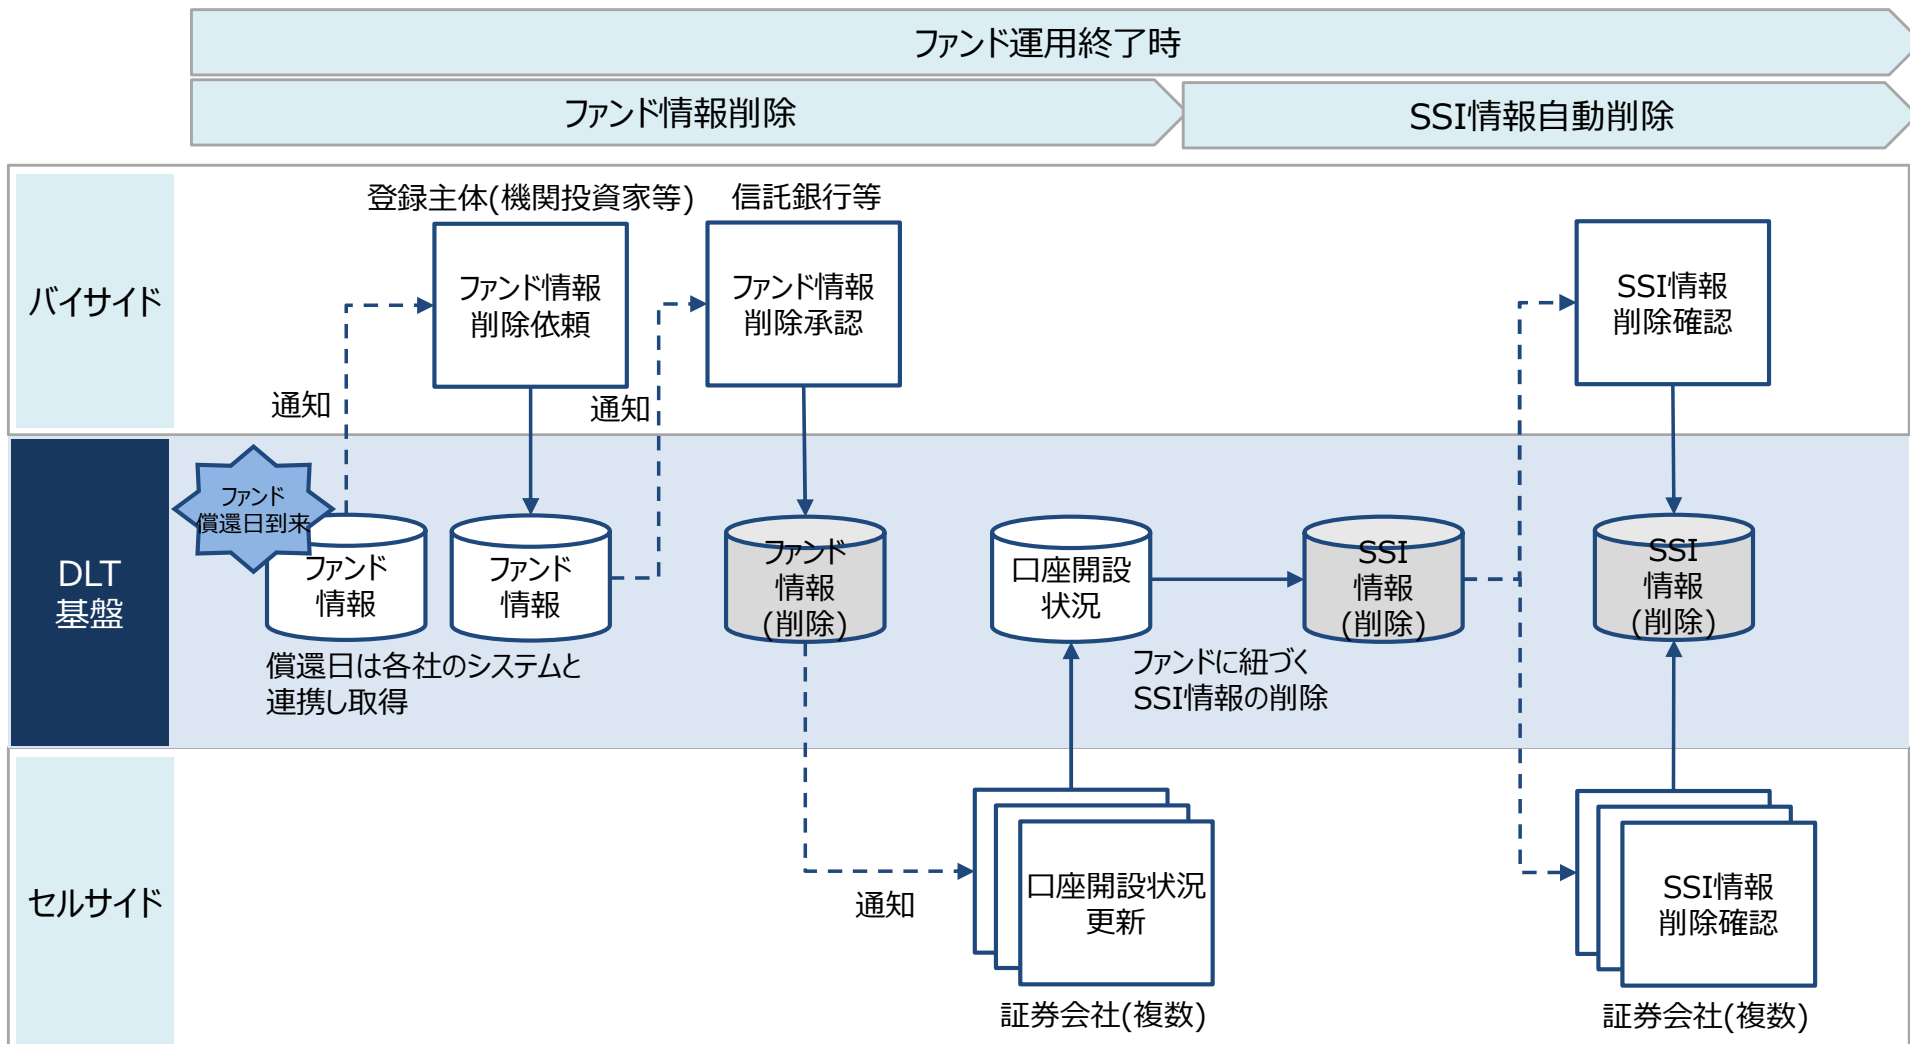 ファンド運用終了時
ファンド情報削除
SSI情報自動削除
バイサイド
登録主体(機関投資家等)
信託銀行等
ファンド情報
削除依頼
ファンド情報
削除承認
SSI情報
削除確認
通知
通知
DLT
基盤
ファンド
償還日到来
ファンド
情報
ファンド
情報
ファンド
情報
(削除)
口座開設
状況
SSI
情報
(削除)
SSI
情報
(削除)
償還日は各社のシステムと
連携し取得
ファンドに紐づく
SSI情報の削除
セルサイド
通知
口座開設状況
更新
SSI情報
削除確認
証券会社(複数)
証券会社(複数)